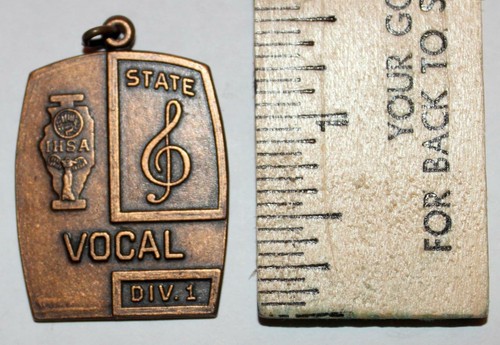 STATE
IHSA
VOCAL
DIV. 1
YOUR GO
FOR BACK TO S